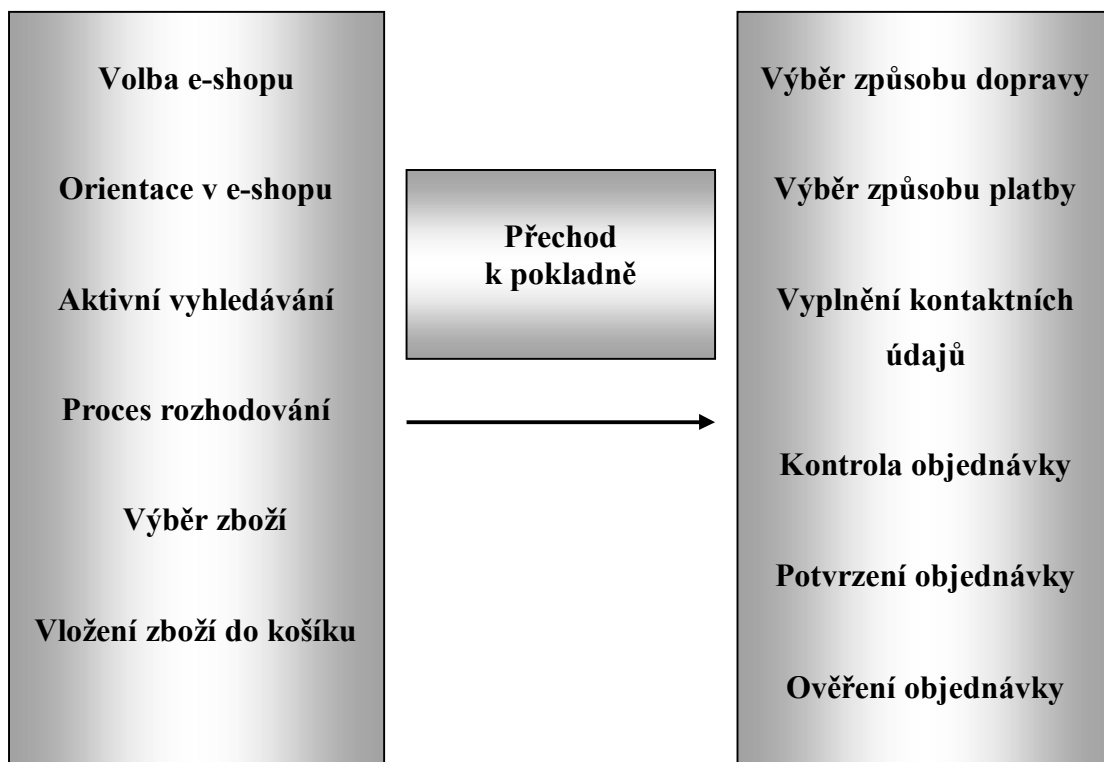 Volba e-shopu
Orientace v e-shopu
Aktivní vyhledávání
Proces rozhodování
Výběr zboží
Vložení zboží do košíku
Přechod
k pokladně
Výběr způsobu dopravy
Výběr způsobu platby
Vyplnění kontaktních
údajů
Kontrola objednávky
Potvrzení objednávky
Ověření objednávky